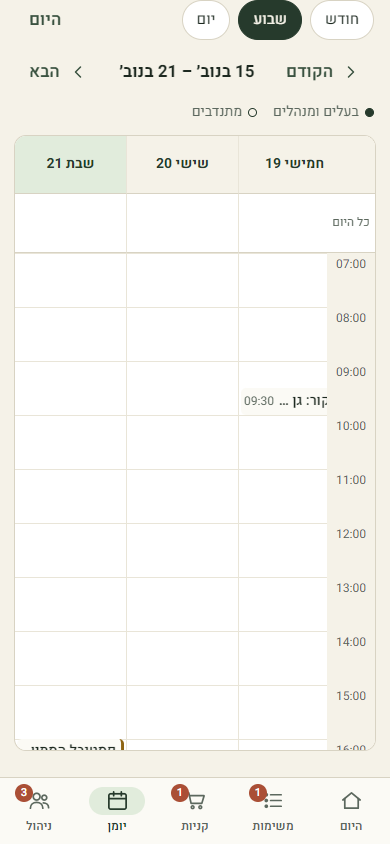 חודש שבוע יום היום
הקודם 15 בנוב׳ – 21 בנוב׳ הבא
בעלים ומנהלים מתנדבים
חמישי 19 שישי 20 שבת 21
כל היום
07:00
08:00
09:00
קור: גן ... 09:30
10:00
11:00
12:00
13:00
14:00
15:00
16:00
היום משימות 1 קניות 1 יומן ניהול 3